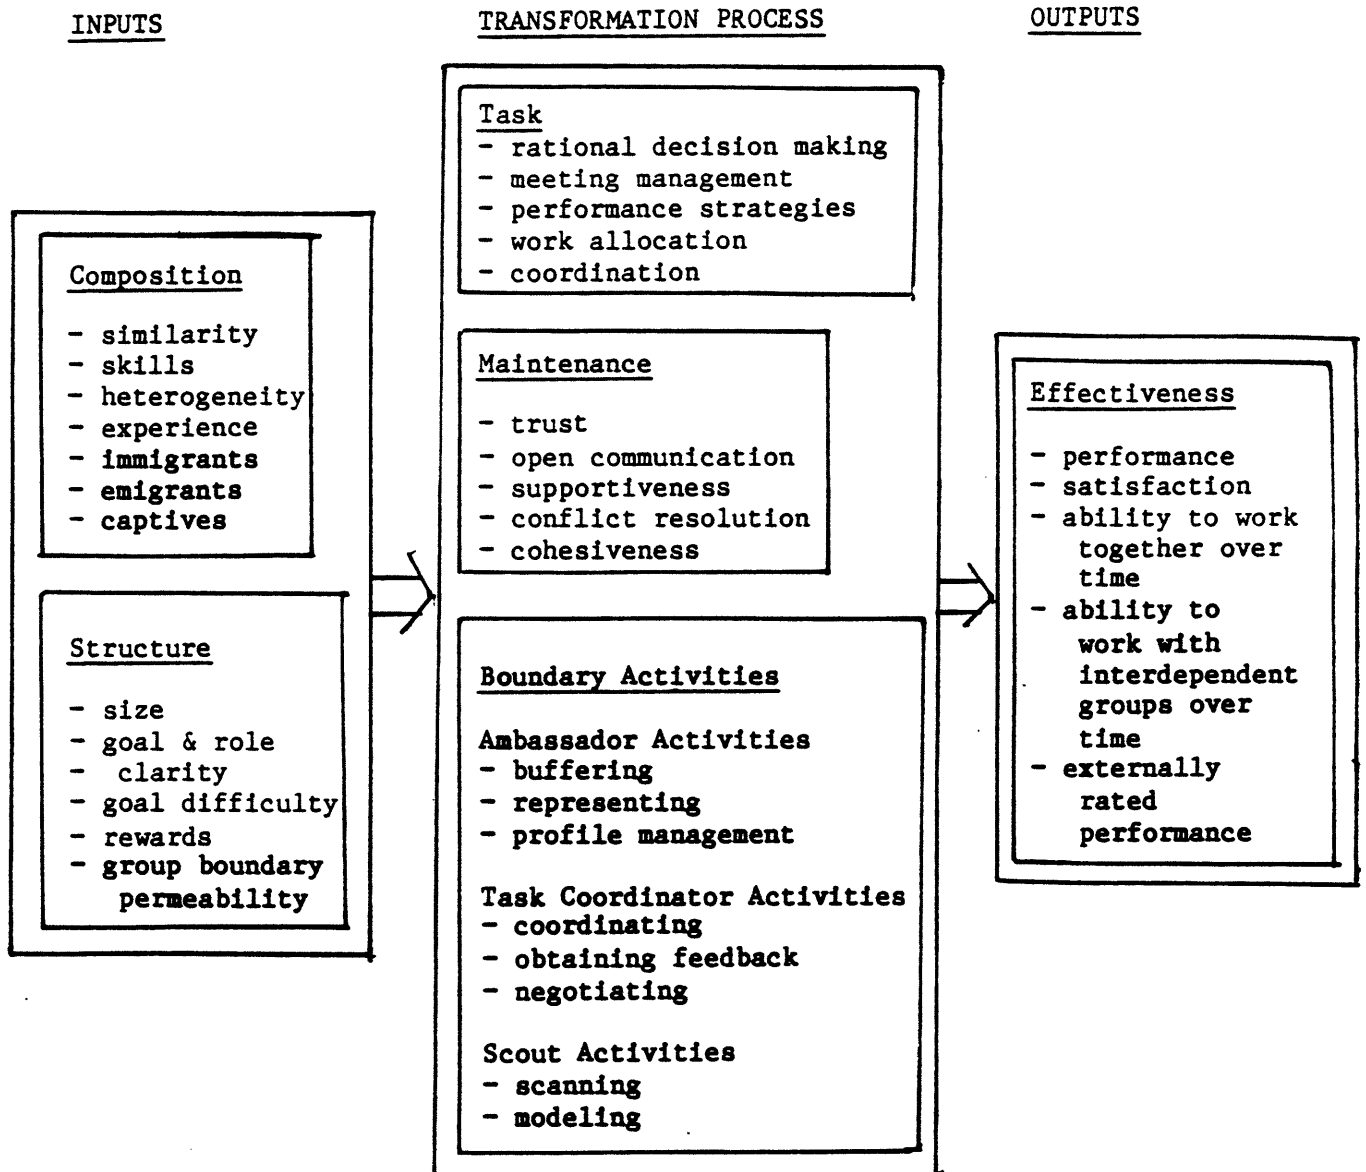 INPUTS
TRANSFORMATION PROCESS
OUTPUTS
Composition
- similarity
- skills
- heterogeneity
- experience
- immigrants
- emigrants
- captives
Structure
- size
- goal & role
- clarity
- goal difficulty
- rewards
- group boundary
permeability
Task
- rational decision making
- meeting management
- performance strategies
- work allocation
- coordination
Maintenance
- trust
- open communication
- supportiveness
- conflict resolution
- cohesiveness
Boundary Activities
Ambassador Activities
- buffering
- representing
- profile management
Task Coordinator Activities
- coordinating
- obtaining feedback
- negotiating
Scout Activities
- scanning
- modeling
Effectiveness
- performance
- satisfaction
- ability to work
together over
time
- ability to
work with
interdependent
groups over
time
- externally
rated
performance